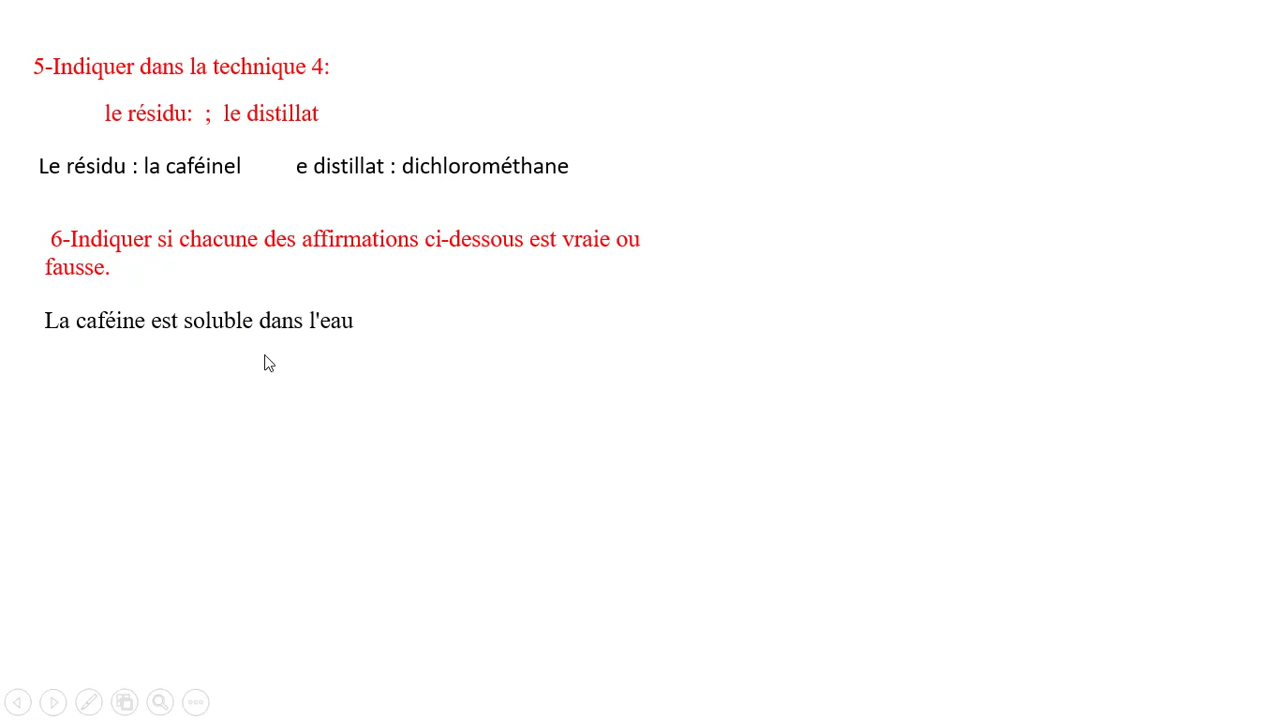 5-Indiquer dans la technique 4:
le résidu:  ;  le distillat
Le résidu : la caféinel e distillat : dichlorométhane
6-Indiquer si chacune des affirmations ci-dessous est vraie ou
fausse.
La caféine est soluble dans l'eau